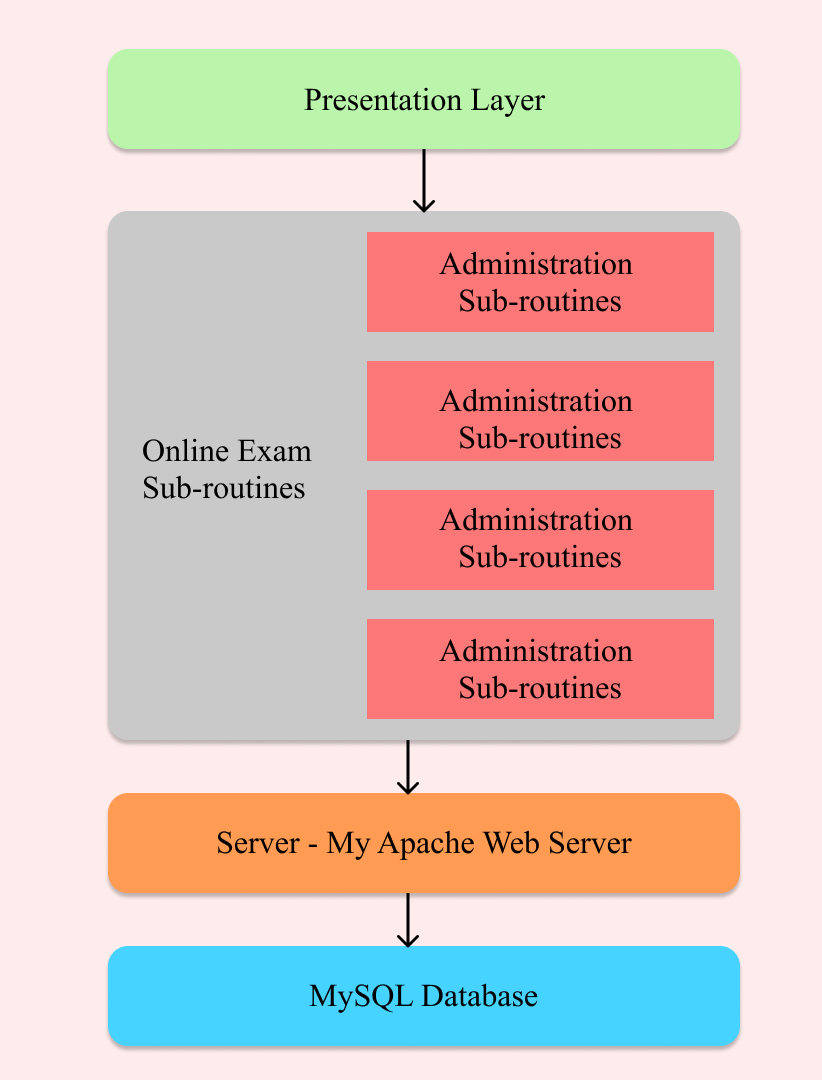 Presentation Layer
Administration
Sub-routines
Administration
Sub-routines
Online Exam
Sub-routines
Administration
Sub-routines
Administration
Sub-routines
Server - My Apache Web Server
MySQL Database